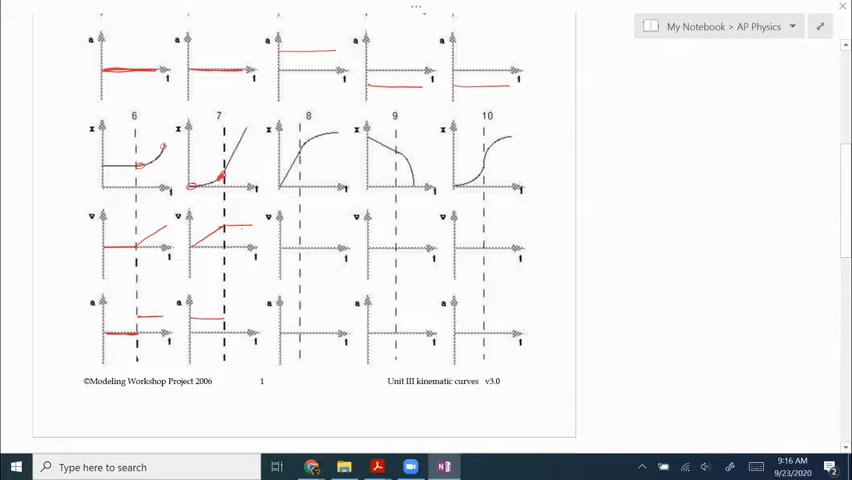 My Notebook > AP Physics
a a a a a
t t t t t
6 7 8 9 10
x x x x x
t t t t t
v v v v v
t t t t t
a a a a a
t t t t t
©Modeling Workshop Project 2006 1 Unit III kinematic curves v3.0
Type here to search
9:16 AM
9/23/2020
2